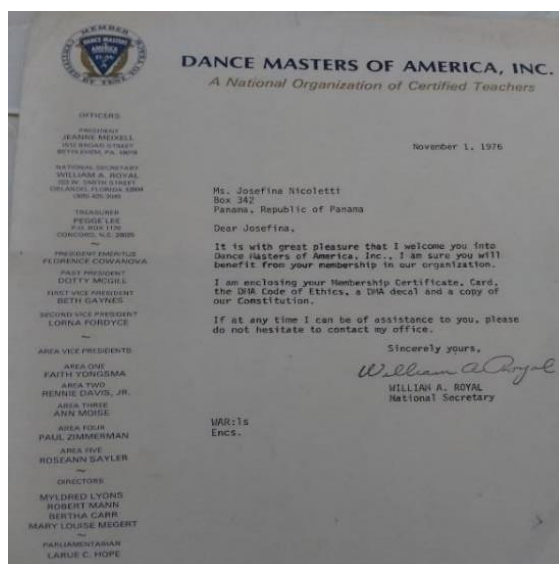 MEMBER
DANCE MASTERS
of
AMERICA
DANCE MASTERS OF AMERICA, INC.
A National Organization of Certified Teachers
OFFICERS
PRESIDENT
JEANNE MEIXELL
BETHLEHEM, PA.
NATIONAL SECRETARY
WILLIAM A. ROYAL
ORLANDO, FLORIDA
TREASURER
PEGGE LEE
P.O. BOX
CONCORD, N.C.
~
PRESIDENT EMERITUS
FLORENCE COWANOVA
PAST PRESIDENT
DOTTY McGILL
FIRST VICE PRESIDENT
BETH GAYNES
SECOND VICE PRESIDENT
LORNA FORDYCE
~
AREA VICE PRESIDENTS
AREA ONE
FAITH YONGSMA
AREA TWO
RENNIE DAVIS, JR.
AREA THREE
ANN MOISE
AREA FOUR
PAUL ZIMMERMAN
AREA FIVE
ROSEANN SAYLER
~
DIRECTORS
MYLDRED LYONS
ROBERT MANN
BERTHA CARR
MARY LOUISE MEGERT
~
PARLIAMENTARIAN
LARUE C. HOPE
November 1, 1976
Ms. Josefina Nicoletti
Box 342
Panama, Republic of Panama
Dear Josefina,
It is with great pleasure that I welcome you into
Dance Masters of America, Inc., I am sure you will
benefit from your membership in our organization.
I am enclosing your Membership Certificate, Card,
the DMA Code of Ethics, a DMA decal and a copy of
our Constitution.
If at any time I can be of assistance to you, please
do not hesitate to contact my office.
Sincerely yours,
William A Royal
WILLIAM A. ROYAL
National Secretary
WAR:ls
Encs.